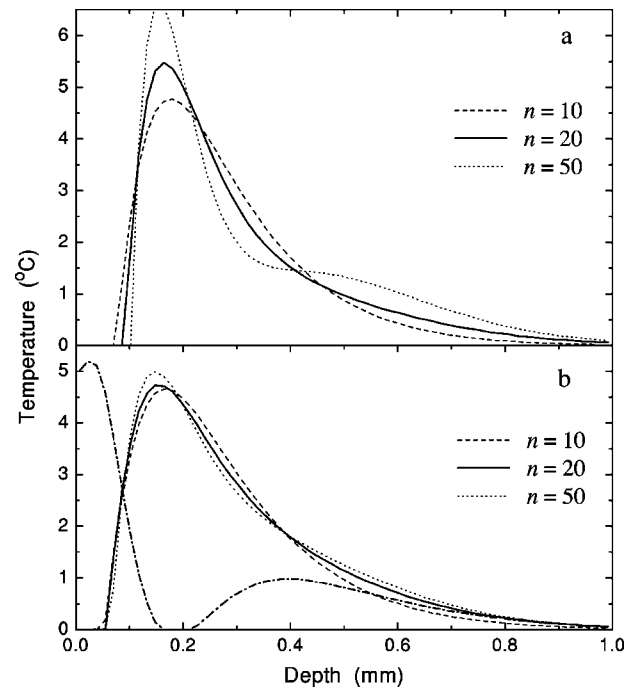 a
6
5
4
3
2
1
0
n = 10
n = 20
n = 50
b
5
4
3
2
1
0
n = 10
n = 20
n = 50
0.0 0.2 0.4 0.6 0.8 1.0
Temperature (°C)
Depth (mm)